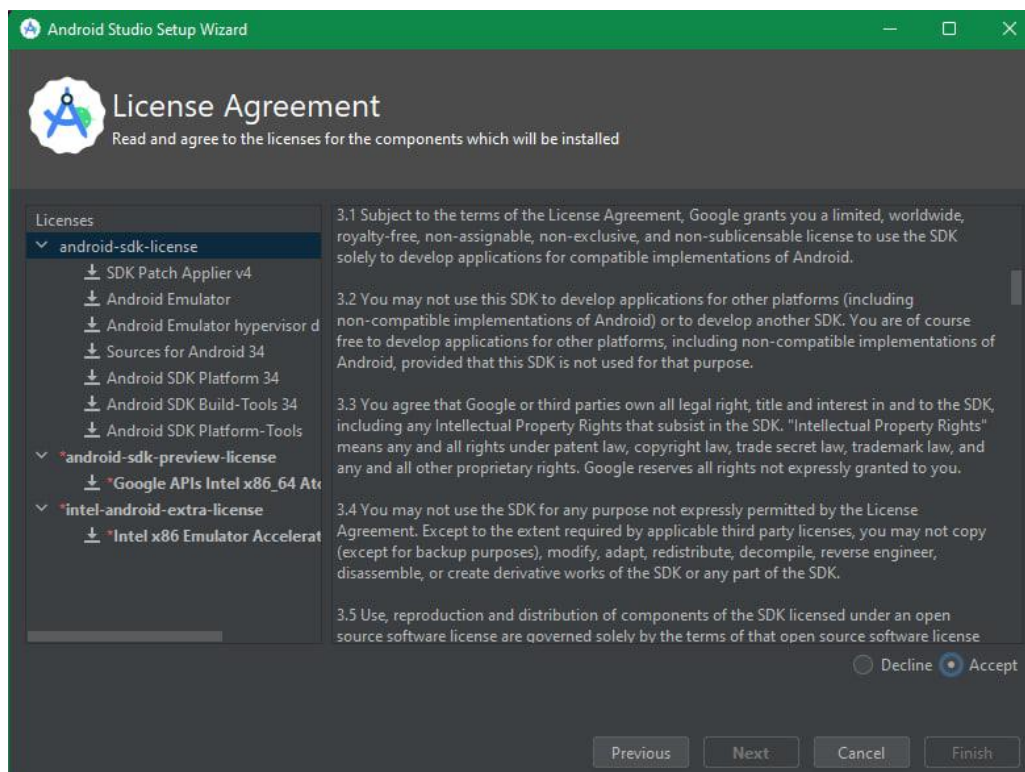 Android Studio Setup Wizard
License Agreement
Read and agree to the licenses for the components which will be installed
Licenses
android-sdk-license
SDK Patch Applier v4
Android Emulator
Android Emulator hypervisor d
Sources for Android 34
Android SDK Platform 34
Android SDK Build-Tools 34
Android SDK Platform-Tools
*android-sdk-preview-license
*Google APIs Intel x86_64 Ato
*intel-android-extra-license
*Intel x86 Emulator Accelerat
3.1 Subject to the terms of the License Agreement, Google grants you a limited, worldwide,
royalty-free, non-assignable, non-exclusive, and non-sublicensable license to use the SDK
solely to develop applications for compatible implementations of Android.
3.2 You may not use this SDK to develop applications for other platforms (including
non-compatible implementations of Android) or to develop another SDK. You are of course
free to develop applications for other platforms, including non-compatible implementations of
Android, provided that this SDK is not used for that purpose.
3.3 You agree that Google or third parties own all legal right, title and interest in and to the SDK,
including any Intellectual Property Rights that subsist in the SDK. "Intellectual Property Rights"
means any and all rights under patent law, copyright law, trade secret law, trademark law, and
any and all other proprietary rights. Google reserves all rights not expressly granted to you.
3.4 You may not use the SDK for any purpose not expressly permitted by the License
Agreement. Except to the extent required by applicable third party licenses, you may not copy
(except for backup purposes), modify, adapt, redistribute, decompile, reverse engineer,
disassemble, or create derivative works of the SDK or any part of the SDK.
3.5 Use, reproduction and distribution of components of the SDK licensed under an open
source software license are governed solely by the terms of that open source software license
Decline Accept
Previous Next Cancel Finish